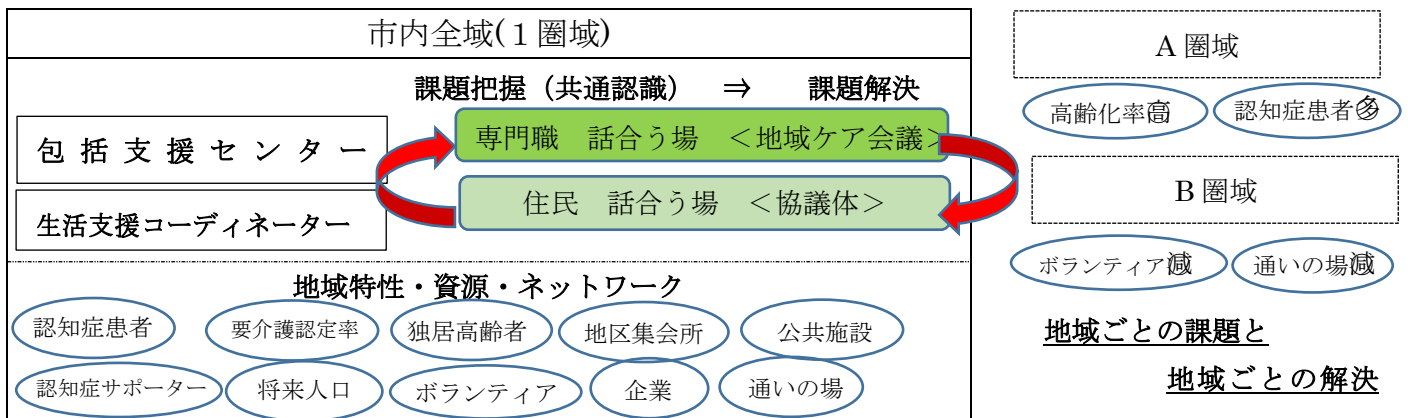 市内全域(１圏域)
課題把握（共通認識） ⇒ 課題解決
包括支援センター
専門職　話合う場　＜地域ケア会議＞
生活支援コーディネーター
住民　話合う場　＜協議体＞
地域特性・資源・ネットワーク
認知症患者
要介護認定率
独居高齢者
地区集会所
公共施設
認知症サポーター
将来人口
ボランティア
企業
通いの場
A 圏域
高齢化率高
認知症患者多
B 圏域
ボランティア減
通いの場減
地域ごとの課題と
地域ごとの解決